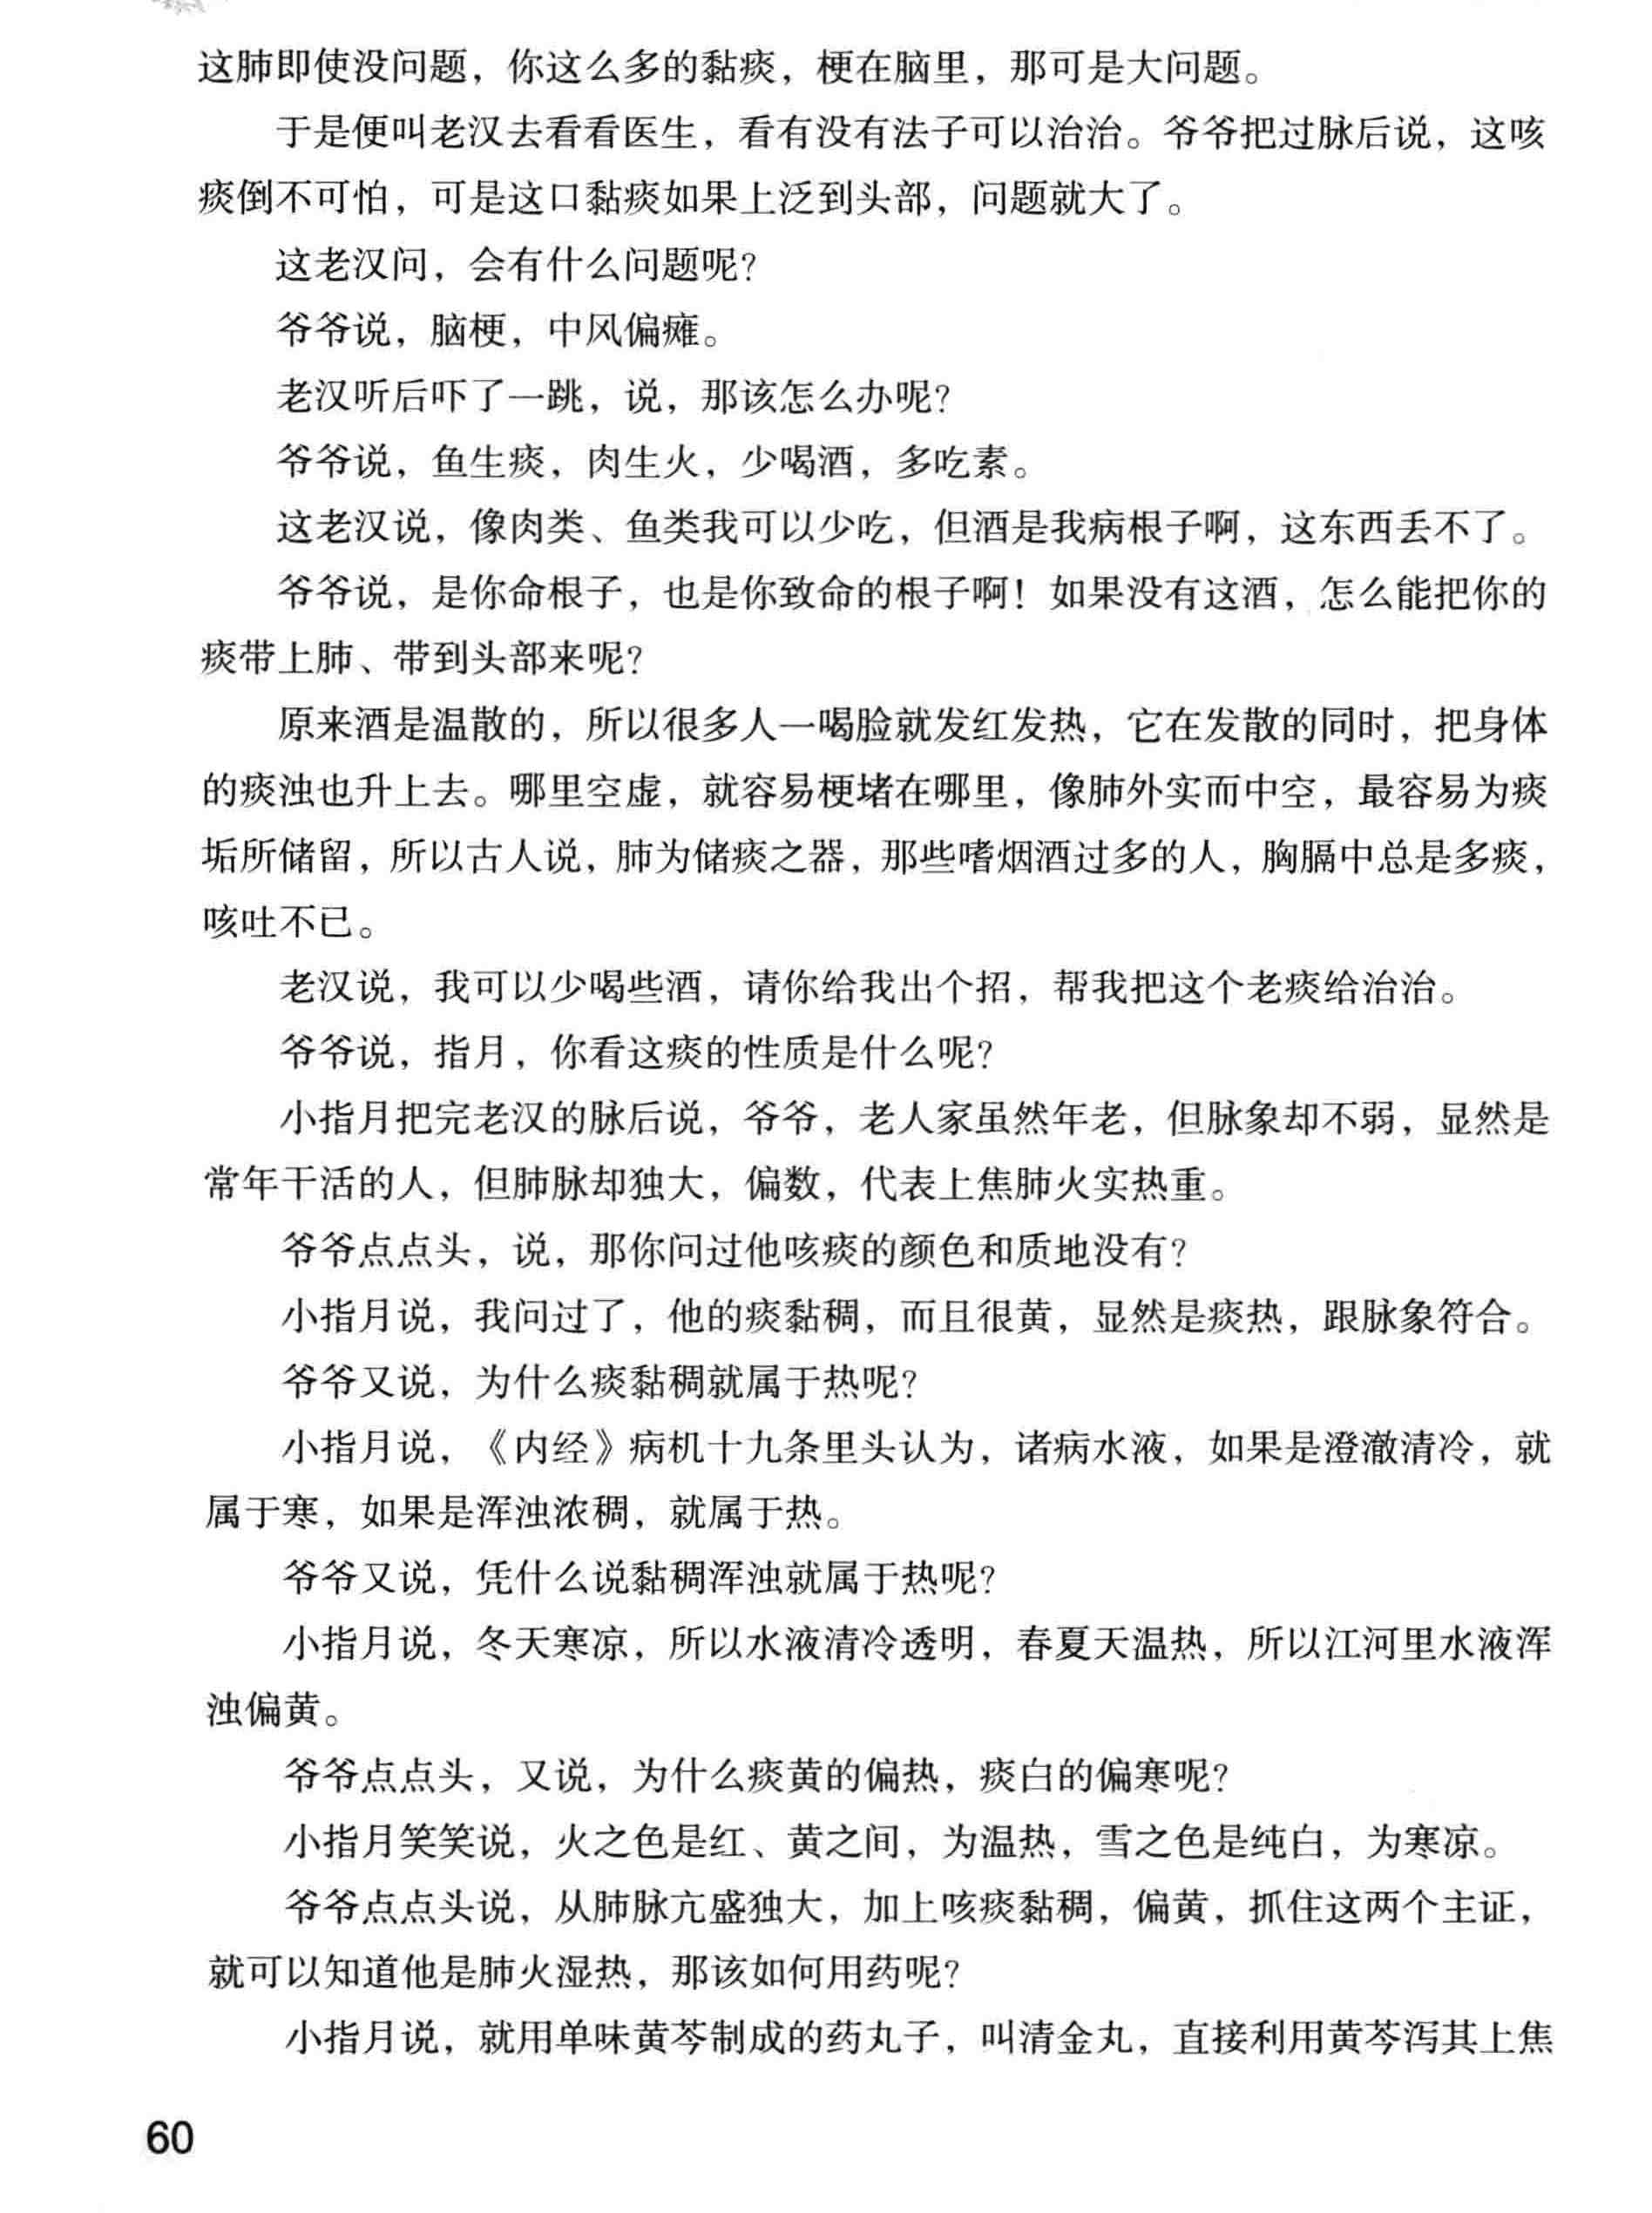 这肺即使没问题，你这么多的黏痰，梗在脑里，那可是大问题。
于是便叫老汉去看看医生，看有没有法子可以治治。爷爷把过脉后说，这咳
痰倒不可怕，可是这口黏痰如果上泛到头部，问题就大了。
这老汉问，会有什么问题呢？
爷爷说，脑梗，中风偏瘫。
老汉听后吓了一跳，说，那该怎么办呢？
爷爷说，鱼生痰，肉生火，少喝酒，多吃素。
这老汉说，像肉类、鱼类我可以少吃，但酒是我病根子啊，这东西丢不了。
爷爷说，是你命根子，也是你致命的根子啊！如果没有这酒，怎么能把你的
痰带上肺、带到头部来呢？
原来酒是温散的，所以很多人一喝脸就发红发热，它在发散的同时，把身体
的痰浊也升上去。哪里空虚，就容易梗堵在哪里，像肺外实而中空，最容易为痰
垢所储留，所以古人说，肺为储痰之器，那些嗜烟酒过多的人，胸膈中总是多痰，
咳吐不已。
老汉说，我可以少喝些酒，请你给我出个招，帮我把这个老痰给治治。
爷爷说，指月，你看这痰的性质是什么呢？
小指月把完老汉的脉后说，爷爷，老人家虽然年老，但脉象却不弱，显然是
常年干活的人，但肺脉却独大，偏数，代表上焦肺火实热重。
爷爷点点头，说，那你问过他咳痰的颜色和质地没有？
小指月说，我问过了，他的痰黏稠，而且很黄，显然是痰热，跟脉象符合。
爷爷又说，为什么痰黏稠就属于热呢？
小指月说，《内经》病机十九条里头认为，诸病水液，如果是澄澈清冷，就
属于寒，如果是浑浊浓稠，就属于热。
爷爷又说，凭什么说黏稠浑浊就属于热呢？
小指月说，冬天寒凉，所以水液清冷透明，春夏天温热，所以江河里水液浑
浊偏黄。
爷爷点点头，又说，为什么痰黄的偏热，痰白的偏寒呢？
小指月笑笑说，火之色是红、黄之间，为温热，雪之色是纯白，为寒凉。
爷爷点点头说，从肺脉亢盛独大，加上咳痰黏稠，偏黄，抓住这两个主证，
就可以知道他是肺火湿热，那该如何用药呢？
小指月说，就用单味黄芩制成的药丸子，叫清金丸，直接利用黄芩泻其上焦
60